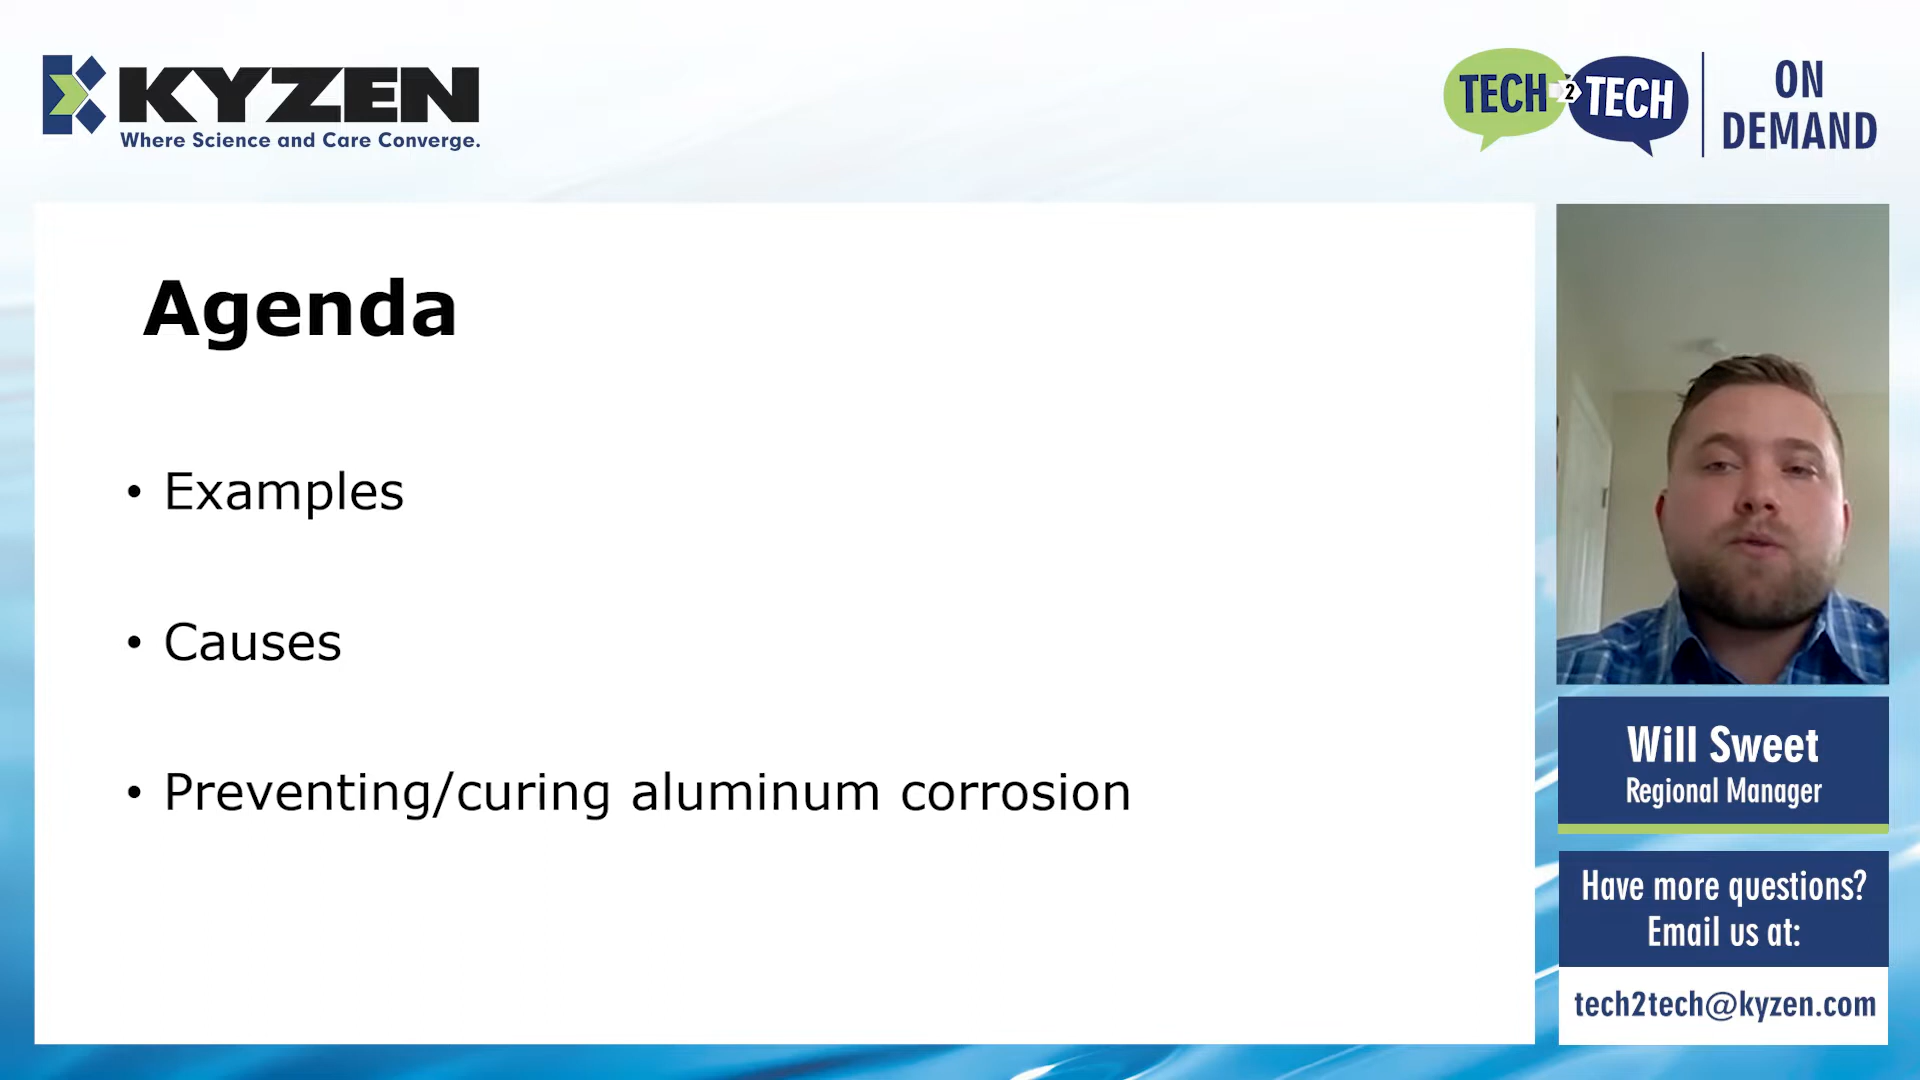 KYZEN
Where Science and Care Converge.
TECH 2 TECH
ON
DEMAND
Agenda
• Examples
• Causes
• Preventing/curing aluminum corrosion
Will Sweet
Regional Manager
Have more questions?
Email us at:
tech2tech@kyzen.com